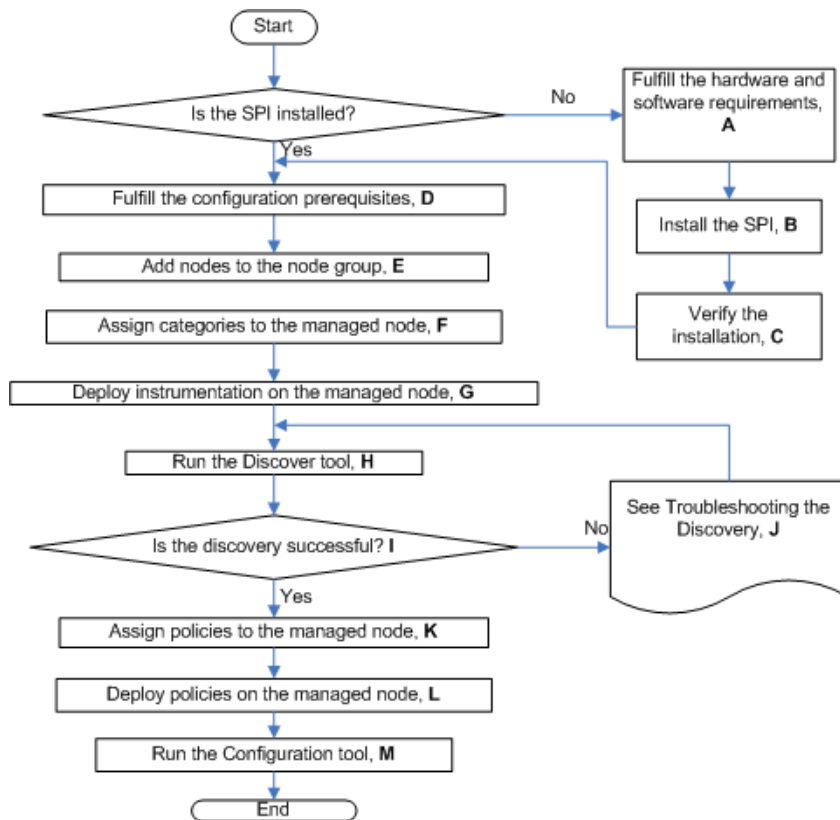 Start
Is the SPI installed?
No
Fulfill the hardware and
software requirements,
A
Yes
Install the SPI, B
Verify the
installation, C
Fulfill the configuration prerequisites, D
Add nodes to the node group, E
Assign categories to the managed node, F
Deploy instrumentation on the managed node, G
Run the Discover tool, H
Is the discovery successful? I
No
See Troubleshooting the
Discovery, J
Yes
Assign policies to the managed node, K
Deploy policies on the managed node, L
Run the Configuration tool, M
End